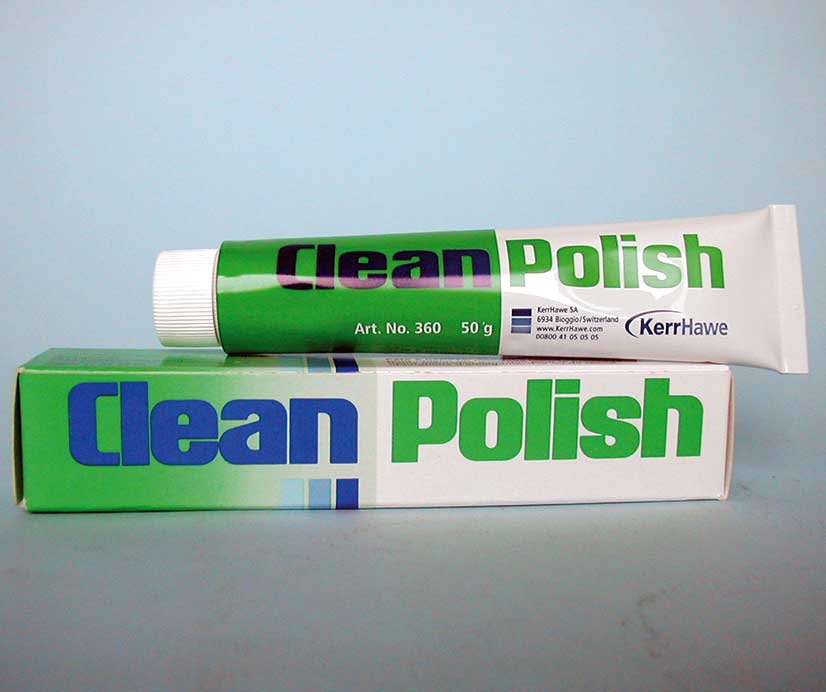 Clean Polish
Art. No. 360 50 g
KerrHawe SA
6934 Bioggio/Switzerland
www.KerrHawe.com
00800 41 05 05 05
KerrHawe
Clean Polish